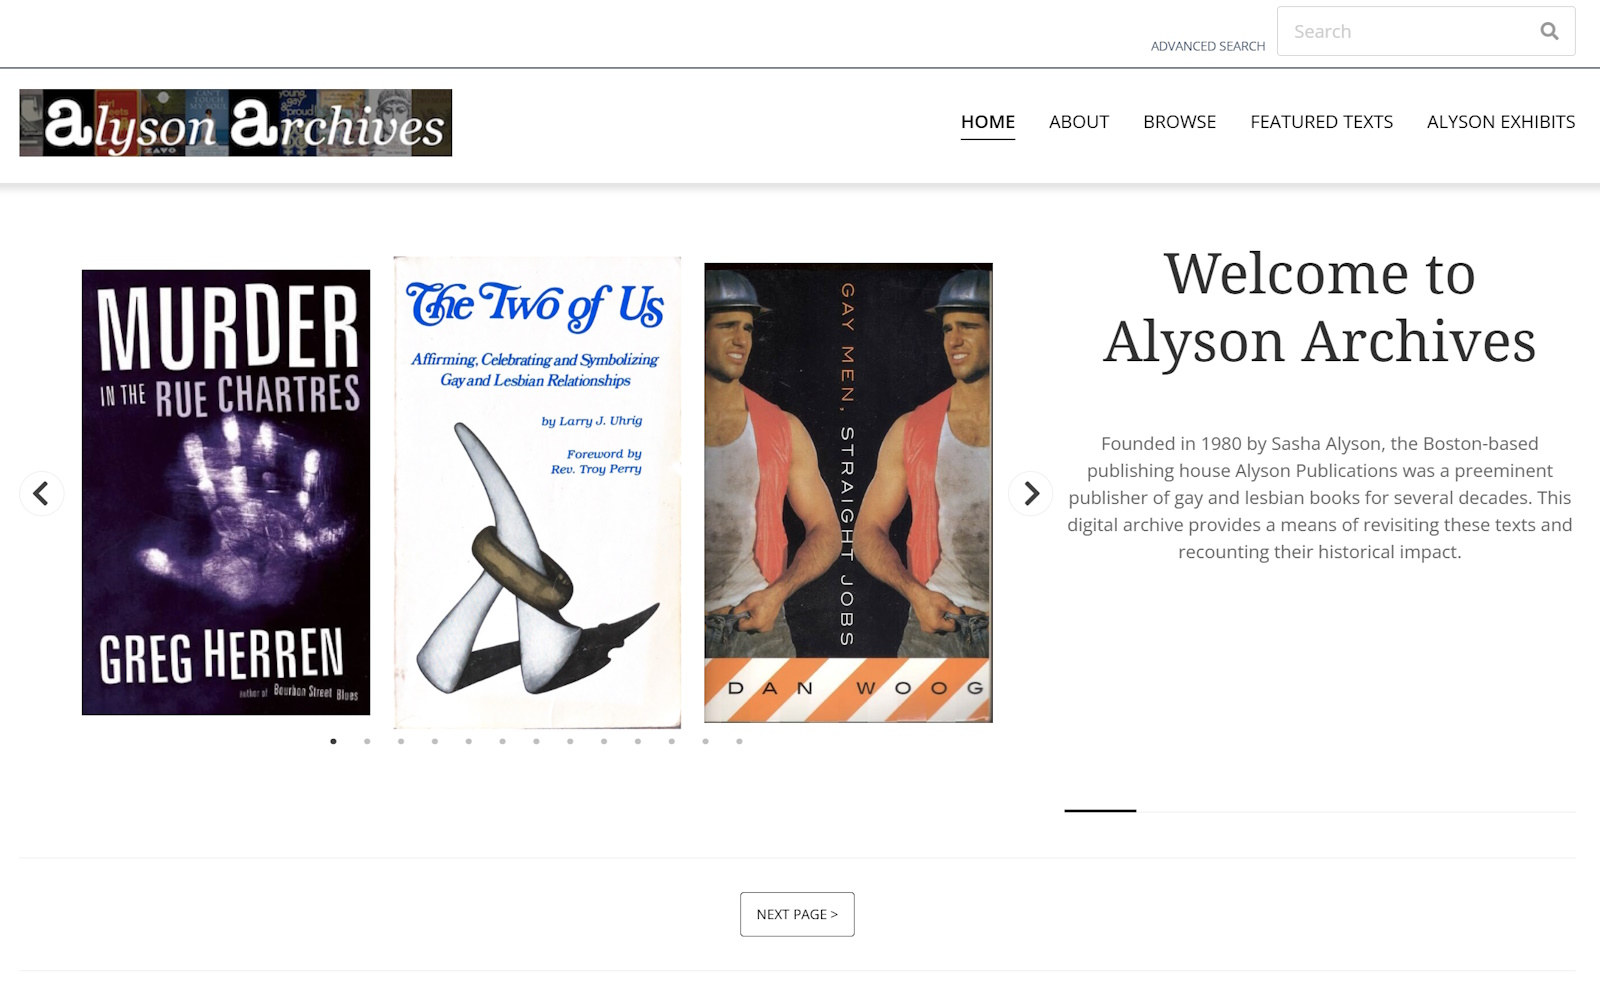 ADVANCED SEARCH
Search
alyson archives
HOME
ABOUT
BROWSE
FEATURED TEXTS
ALYSON EXHIBITS
MURDER
IN THE RUE CHARTRES
GREG HERREN
author of Bourbon Street Blues
The Two of Us
Affirming, Celebrating and Symbolizing
Gay and Lesbian Relationships
by Larry J. Uhrig
Foreword by
Rev. Troy Perry
GAY MEN, STRAIGHT JOBS
DAN WOOG
Welcome to
Alyson Archives
Founded in 1980 by Sasha Alyson, the Boston-based
publishing house Alyson Publications was a preeminent
publisher of gay and lesbian books for several decades. This
digital archive provides a means of revisiting these texts and
recounting their historical impact.
NEXT PAGE >